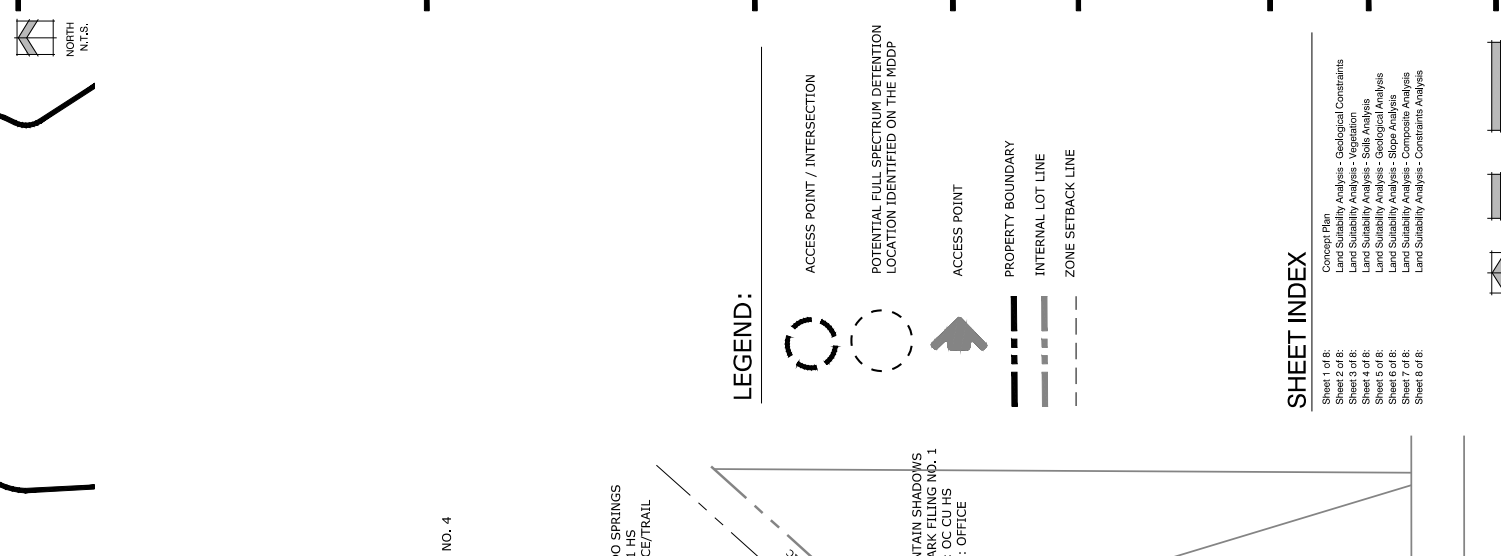 NORTH
N.T.S.
LEGEND:
ACCESS POINT / INTERSECTION
POTENTIAL FULL SPECTRUM DETENTION
LOCATION IDENTIFIED ON THE MDDP
ACCESS POINT
PROPERTY BOUNDARY
INTERNAL LOT LINE
ZONE SETBACK LINE
SHEET INDEX
Sheet 1 of 8: Concept Plan
Sheet 2 of 8: Land Suitability Analysis - Geological Constraints
Sheet 3 of 8: Land Suitability Analysis - Vegetation
Sheet 4 of 8: Land Suitability Analysis - Soils Analysis
Sheet 5 of 8: Land Suitability Analysis - Geological Analysis
Sheet 6 of 8: Land Suitability Analysis - Slope Analysis
Sheet 7 of 8: Land Suitability Analysis - Composite Analysis
Sheet 8 of 8: Land Suitability Analysis - Constraints Analysis
NO. 4
SPRINGS
HS
CE/TRAIL
NTAIN SHADOWS
ARK FILING NO. 1
: OC CU HS
: OFFICE